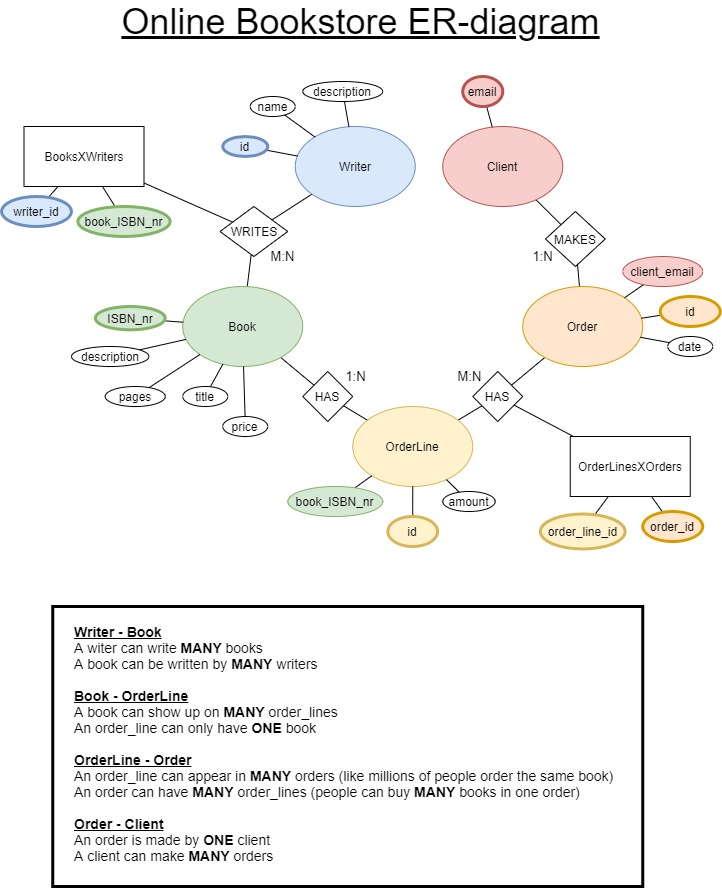 Online Bookstore ER-diagram
email
description
name
BooksXWriters
id
Writer
Client
writer_id
book_ISBN_nr
WRITES
MAKES
M:N
1:N
client_email
ISBN_nr
id
Book
Order
description
date
1:N
M:N
pages
title
HAS
HAS
price
OrderLine
OrderLinesXOrders
book_ISBN_nr
amount
id
order_line_id
order_id
Writer - Book
A witer can write MANY books
A book can be written by MANY writers
Book - OrderLine
A book can show up on MANY order_lines
An order_line can only have ONE book
OrderLine - Order
An order_line can appear in MANY orders (like millions of people order the same book)
An order can have MANY order_lines (people can buy MANY books in one order)
Order - Client
An order is made by ONE client
A client can make MANY orders